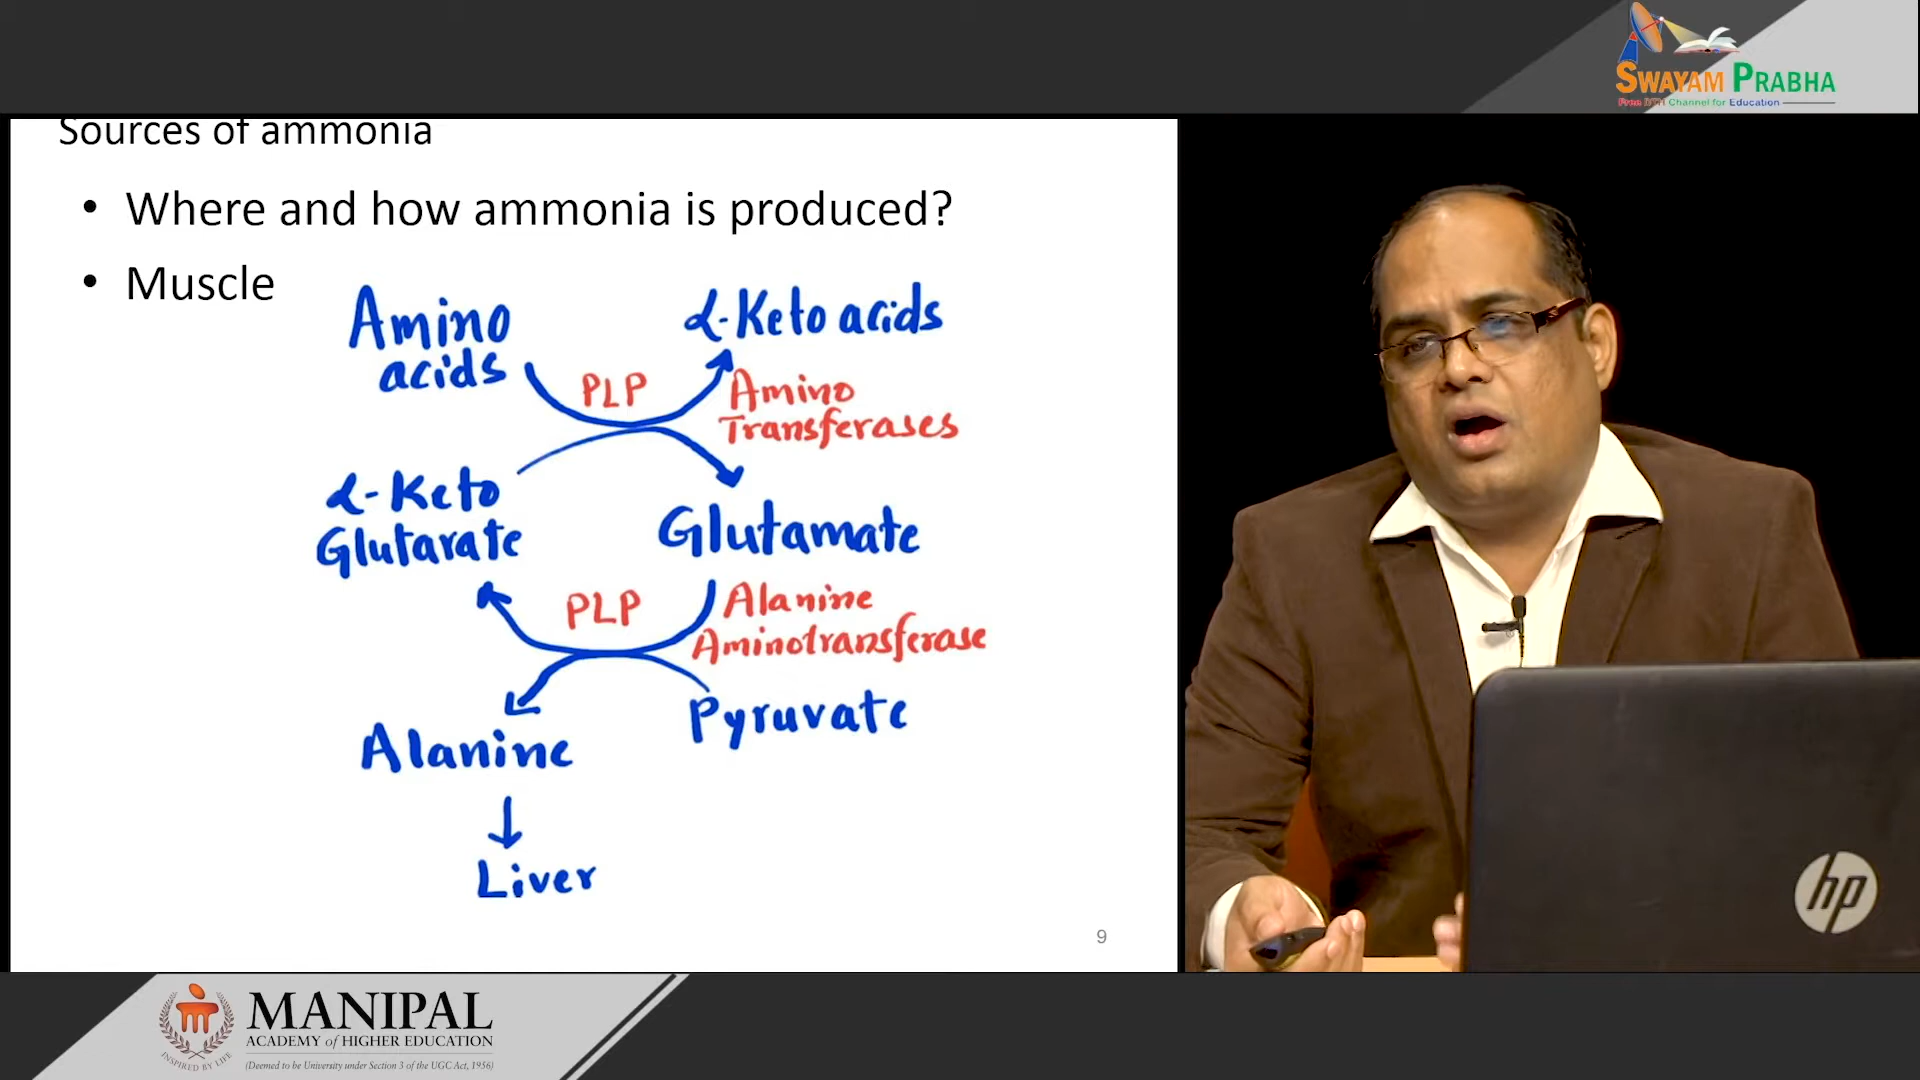 SWAYAM PRABHA
Free DTH Channel for Education
Sources of ammonia
• Where and how ammonia is produced?
• Muscle
Amino
acids
α-Keto acids
PLP
Amino
Transferases
α-Keto
Glutarate
Glutamate
PLP
Alanine
Aminotransferase
Alanine
Pyruvate
Liver
9
hp
INSPIRED BY LIFE
MANIPAL
ACADEMY of HIGHER EDUCATION
(Deemed to be University under Section 3 of the UGC Act, 1956)